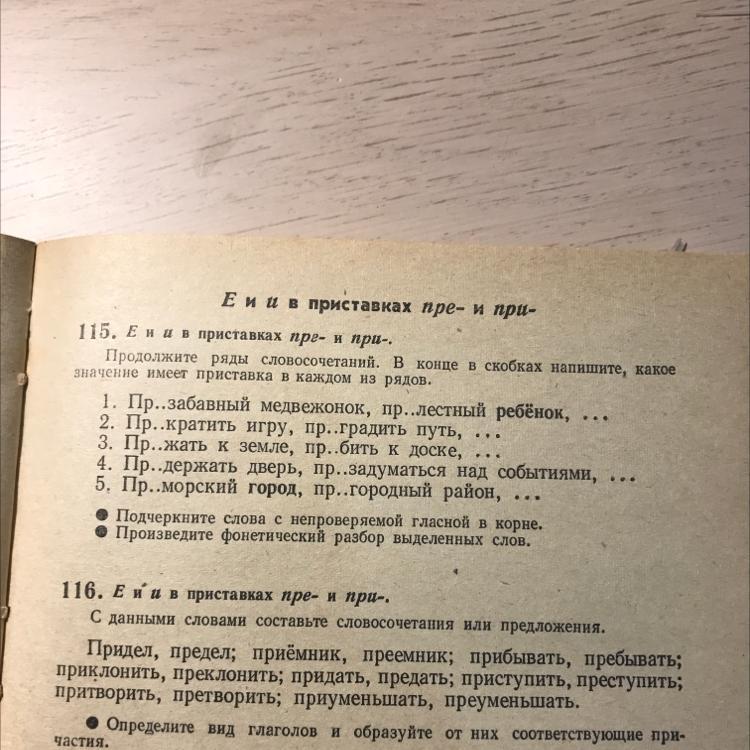 Е и и в приставках пре- и при-
115. Е и и в приставках пре- и при-.
Продолжите ряды словосочетаний. В конце в скобках напишите, какое
значение имеет приставка в каждом из рядов.
1. Пр..забавный медвежонок, пр..лестный ребёнок, ...
2. Пр..кратить игру, пр..градить путь, ...
3. Пр..жать к земле, пр..бить к доске, ...
4. Пр..держать дверь, пр..задуматься над событиями, ...
5. Пр..морский город, пр..городный район, ...
● Подчеркните слова с непроверяемой гласной в корне.
● Произведите фонетический разбор выделенных слов.
116. Е и и в приставках пре- и при-.
С данными словами составьте словосочетания или предложения.
Придел, предел; приёмник, преемник; прибывать, пребывать;
приклонить, преклонить; придать, предать; приступить, преступить;
притворить, претворить; приуменьшать, преуменьшать.
● Определите вид глаголов и образуйте от них соответствующие при-
частия.